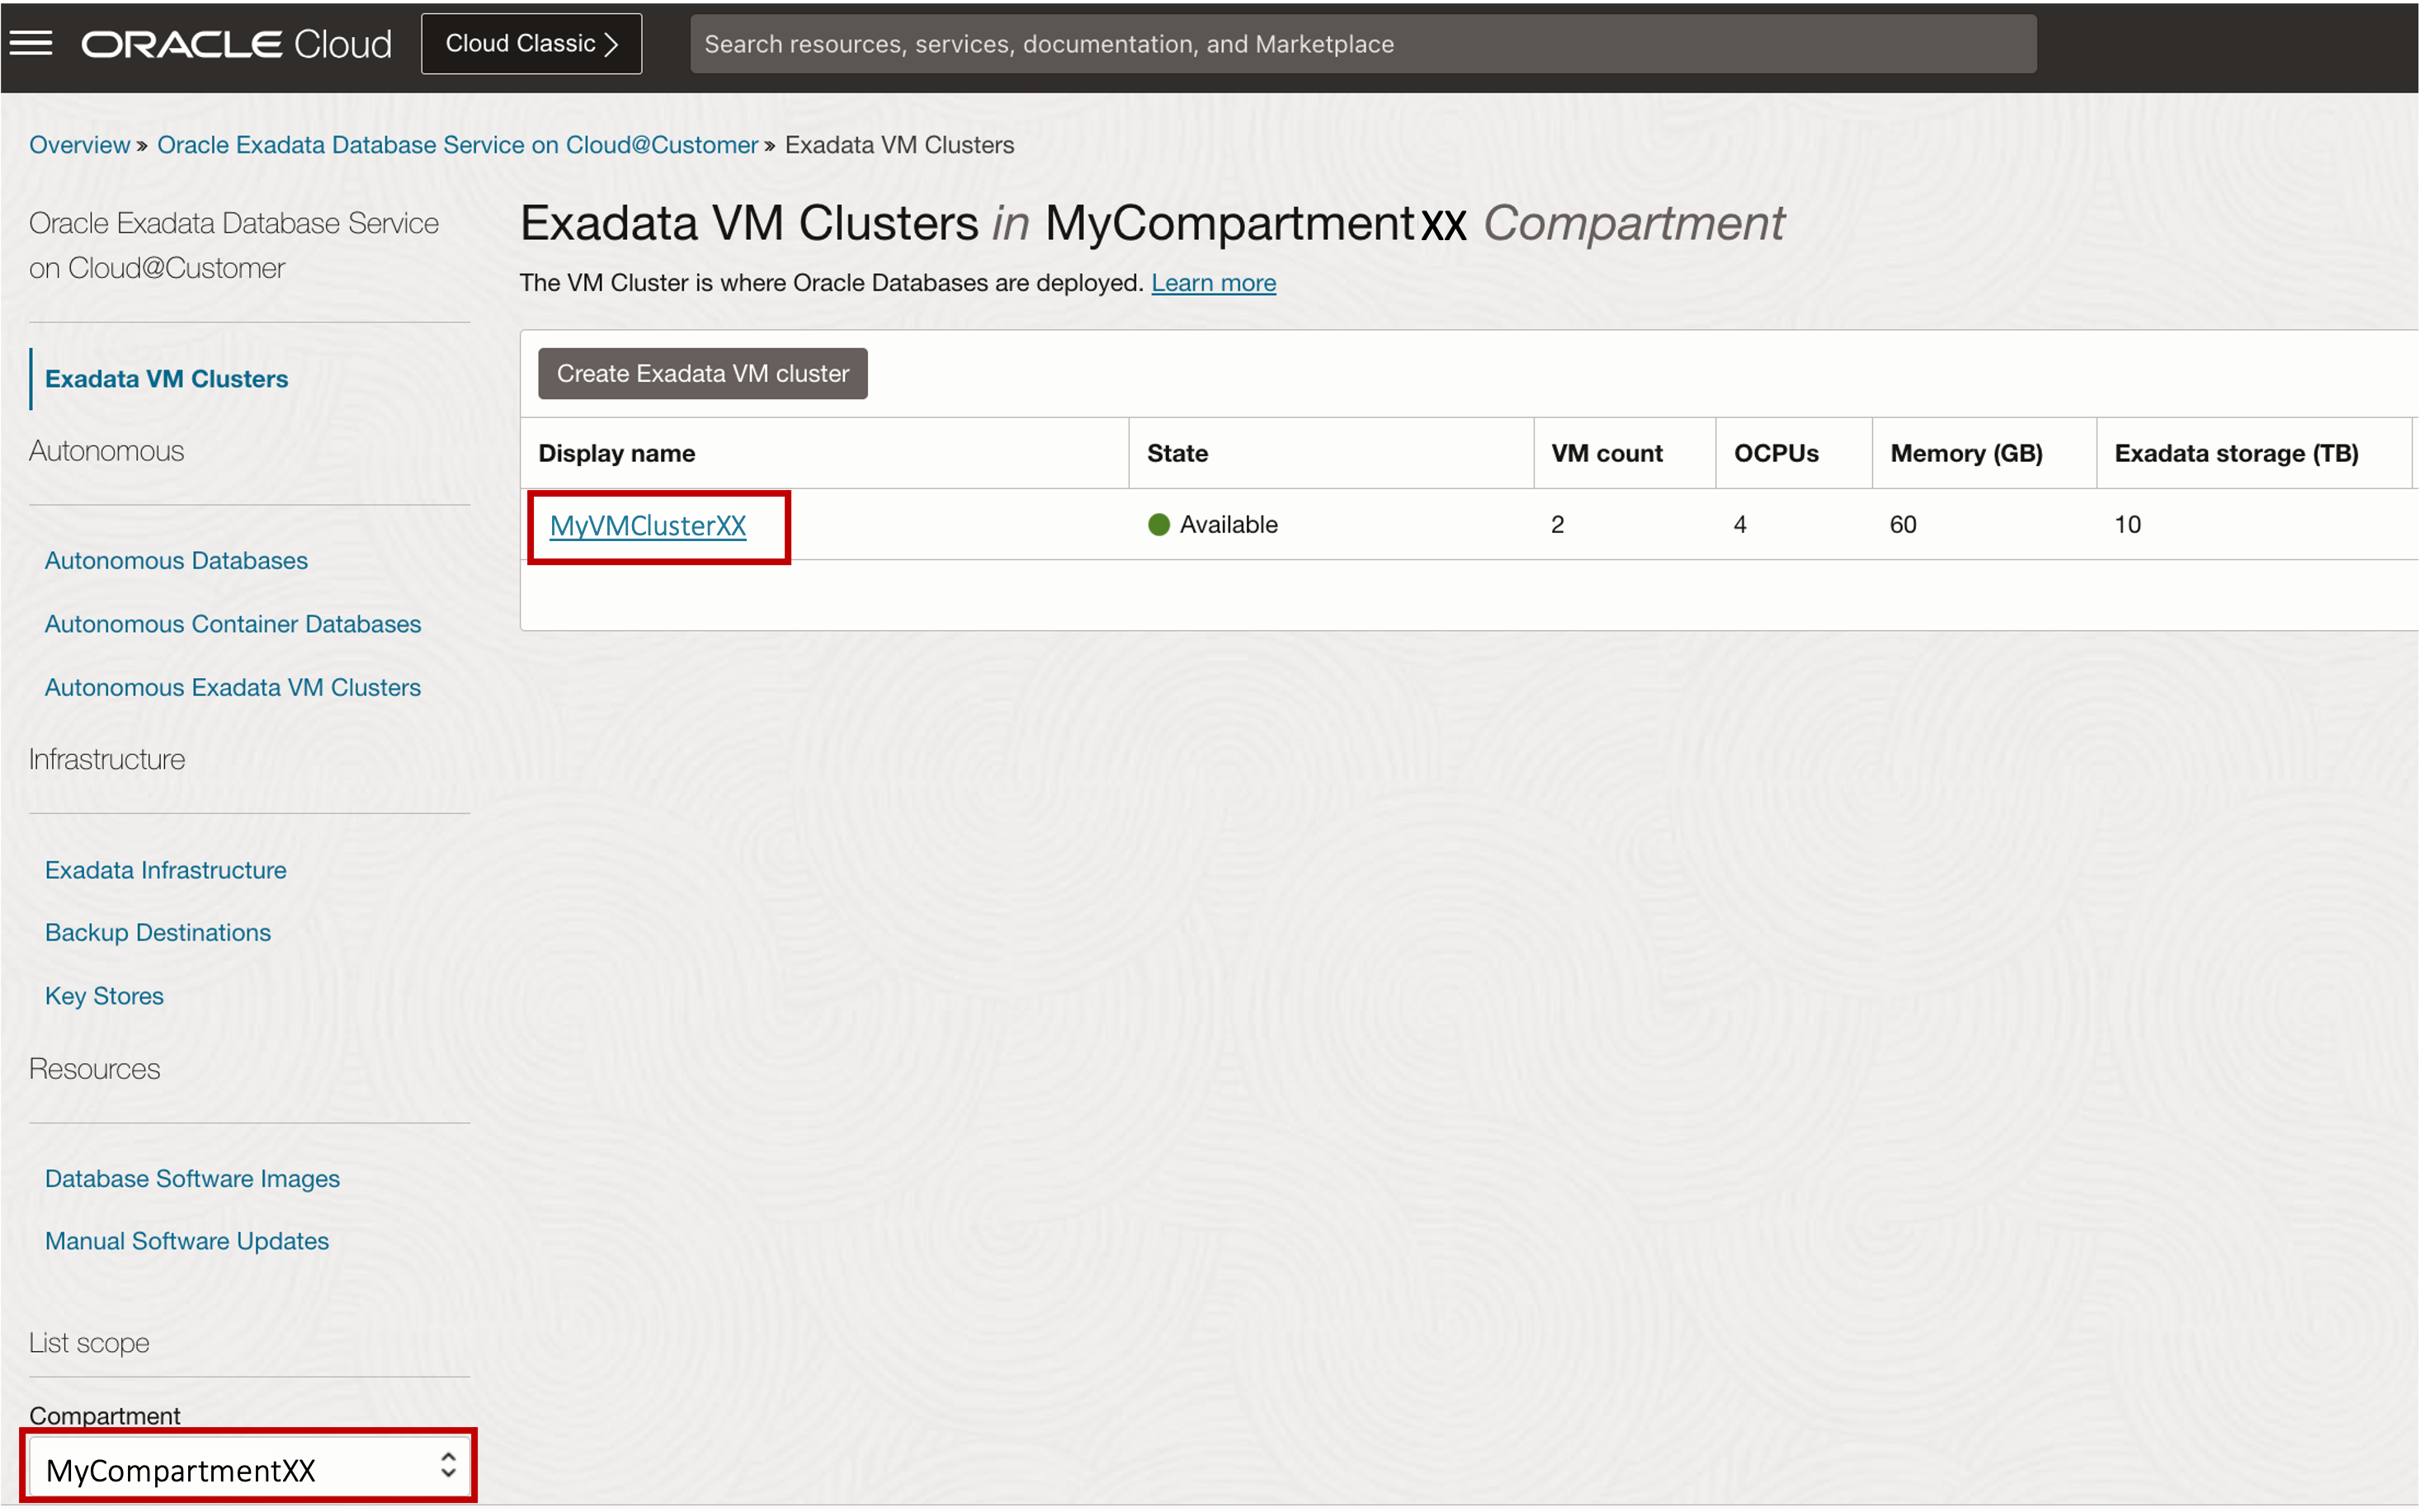 ORACLE Cloud
Cloud Classic
Search resources, services, documentation, and Marketplace
Overview » Oracle Exadata Database Service on Cloud@Customer » Exadata VM Clusters
Oracle Exadata Database Service
on Cloud@Customer
Exadata VM Clusters
Autonomous
Autonomous Databases
Autonomous Container Databases
Autonomous Exadata VM Clusters
Infrastructure
Exadata Infrastructure
Backup Destinations
Key Stores
Resources
Database Software Images
Manual Software Updates
List scope
Compartment
MyCompartmentXX
Exadata VM Clusters in MyCompartmentXX Compartment
The VM Cluster is where Oracle Databases are deployed. Learn more
Create Exadata VM cluster
Display name State VM count OCPUs Memory (GB) Exadata storage (TB)
MyVMClusterXX Available 2 4 60 10